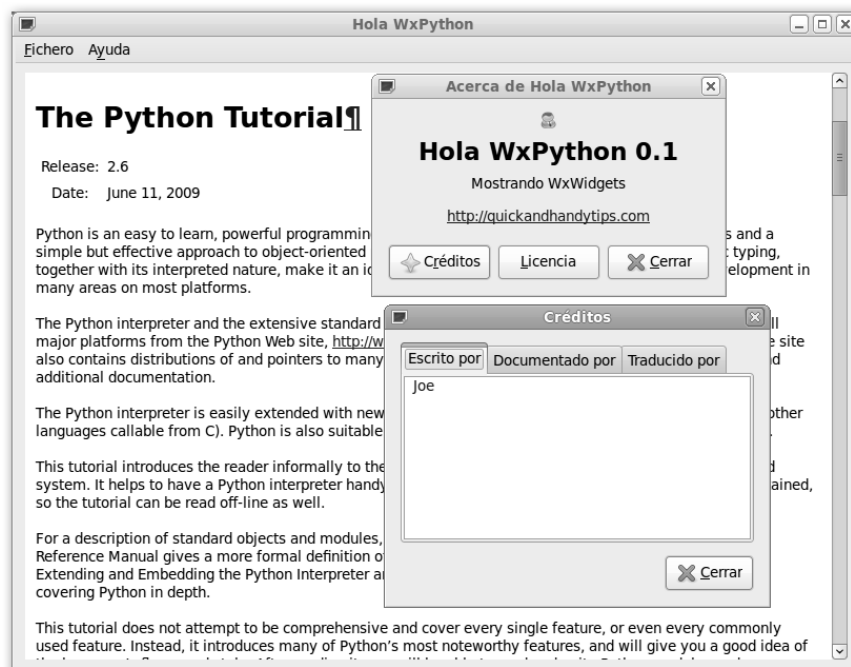 Hola WxPython
Fichero Ayuda
The Python Tutorial¶
Release: 2.6
Date: June 11, 2009
Python is an easy to learn, powerful programmin
s and a
simple but effective approach to object-oriented
t typing,
together with its interpreted nature, make it an
elopment in
many areas on most platforms.
The Python interpreter and the extensive standard
ll
major platforms from the Python Web site, http://w
e site
also contains distributions of and pointers to many
d
additional documentation.
The Python interpreter is easily extended with new
other
languages callable from C). Python is also suitable
.
This tutorial introduces the reader informally to the
d
system. It helps to have a Python interpreter handy
ained,
so the tutorial can be read off-line as well.
For a description of standard objects and modules,
Reference Manual gives a more formal definition o
Extending and Embedding the Python Interpreter a
covering Python in depth.
This tutorial does not attempt to be comprehensive and cover every single feature, or even every commonly
used feature. Instead, it introduces many of Python's most noteworthy features, and will give you a good idea of
Acerca de Hola WxPython
Hola WxPython 0.1
Mostrando WxWidgets
http://quickandhandytips.com
Créditos Licencia Cerrar
Créditos
Escrito por Documentado por Traducido por
Joe
Cerrar